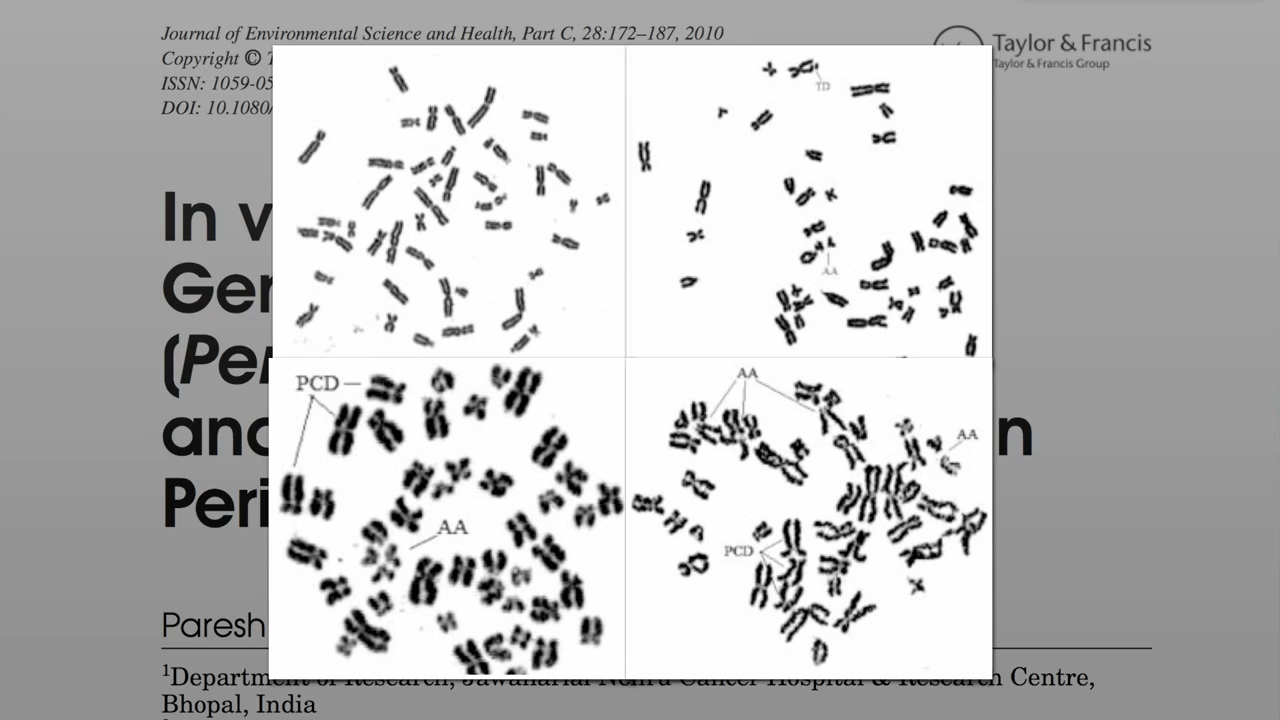 Journal of Environmental Science and Health, Part C, 28:172–187, 2010
Copyright ©
ISSN: 1059-05
DOI: 10.1080/
Taylor & Francis
Taylor & Francis Group
In v
Ger
(Per
and
n
Peri
TD
AA
PCD
AA
AA
AA
PCD
Paresh
¹Department of Research, Jawaharlal Nehru Cancer Hospital & Research Centre,
Bhopal, India